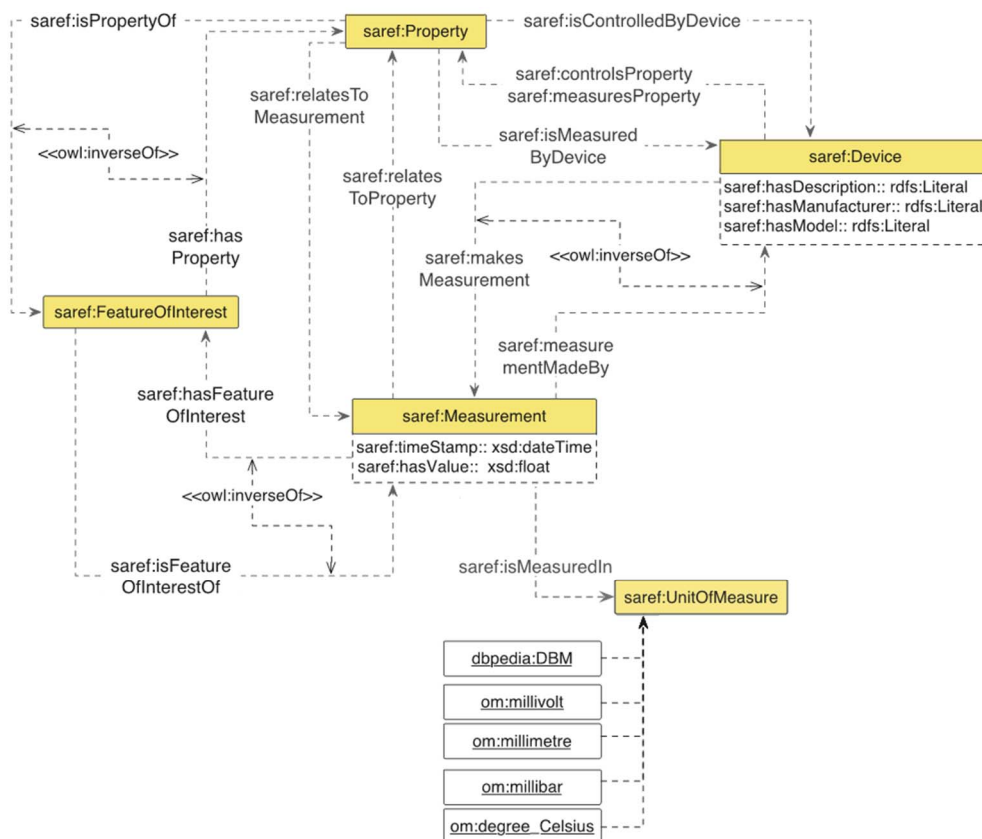 saref:isPropertyOf
saref:Property
saref:isControlledByDevice
saref:controlsProperty
saref:measuresProperty
saref:relatesTo
Measurement
saref:isMeasured
ByDevice
<<owl:inverseOf>>
saref:Device
saref:hasDescription:: rdfs:Literal
saref:hasManufacturer:: rdfs:Literal
saref:hasModel:: rdfs:Literal
saref:relates
ToProperty
saref:has
Property
saref:makes
Measurement
<<owl:inverseOf>>
saref:FeatureOfInterest
saref:measure
mentMadeBy
saref:hasFeature
OfInterest
saref:Measurement
saref:timeStamp:: xsd:dateTime
saref:hasValue:: xsd:float
<<owl:inverseOf>>
saref:isFeature
OfInterestOf
saref:isMeasuredIn
saref:UnitOfMeasure
dbpedia:DBM
om:millivolt
om:millimetre
om:millibar
om:degree_Celsius